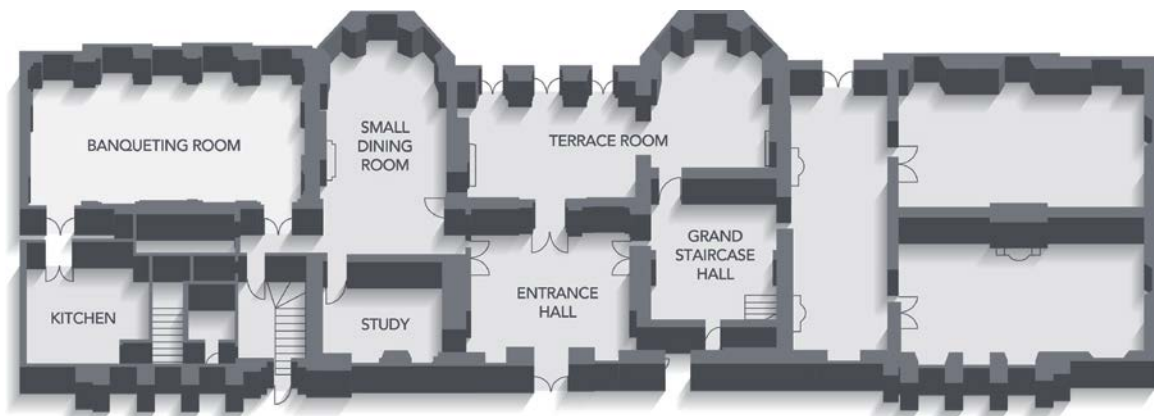 BANQUETING ROOM
SMALL
DINING
ROOM
TERRACE ROOM
GRAND
STAIRCASE
HALL
ENTRANCE
HALL
KITCHEN
STUDY